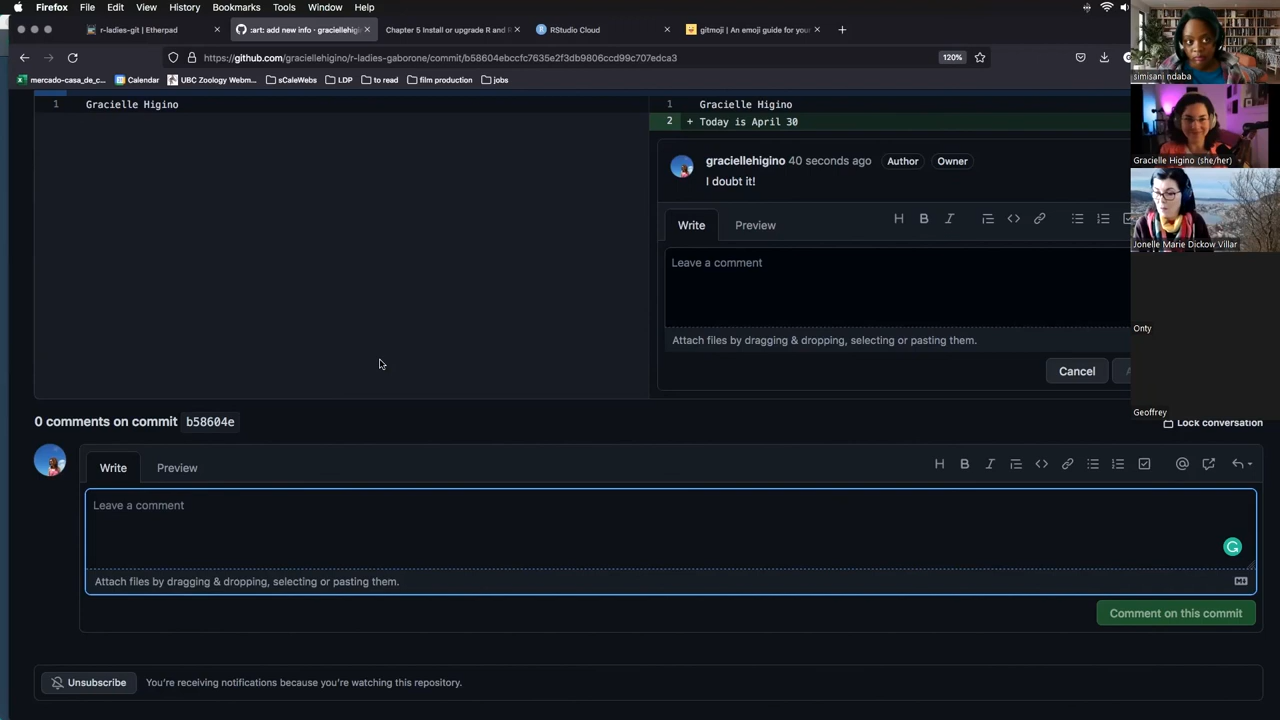 Firefox File Edit View History Bookmarks Tools Window Help
r-ladies-git | Etherpad
:art: add new info · graciellehigi
Chapter 5 Install or upgrade R and R
RStudio Cloud
gitmoji | An emoji guide for your
https://github.com/graciellehigino/r-ladies-gaborone/commit/b58604ebccfc7635e2f3db9806ccd99c707edca3
120%
mercado-casa_de_c... Calendar UBC Zoology Webm... sCaleWebs LDP to read film production jobs
simisani ndaba
Gracielle Higino (she/her)
Jonelle Marie Dickow Villar
Onty
Geoffrey
1 Gracielle Higino
1 Gracielle Higino
2 + Today is April 30
graciellehigino 40 seconds ago Author Owner
I doubt it!
Write Preview
Leave a comment
Attach files by dragging & dropping, selecting or pasting them.
Cancel
0 comments on commit b58604e
Lock conversation
Write Preview
Leave a comment
Attach files by dragging & dropping, selecting or pasting them.
Comment on this commit
Unsubscribe You're receiving notifications because you're watching this repository.